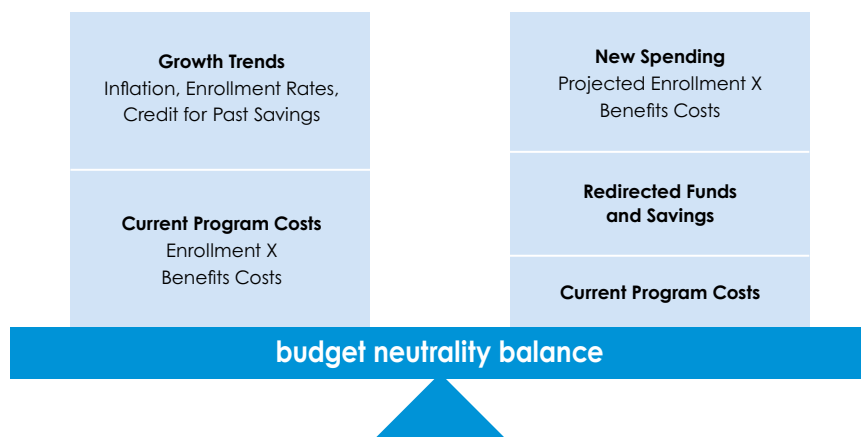 Growth Trends
Inflation, Enrollment Rates,
Credit for Past Savings
Current Program Costs
Enrollment X
Benefits Costs
New Spending
Projected Enrollment X
Benefits Costs
Redirected Funds
and Savings
Current Program Costs
budget neutrality balance